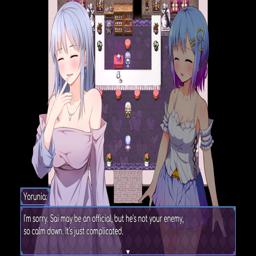 Yorunia:
I'm sorry, Sai may be an official, but he's not your enemy,
so calm down. It's just complicated.